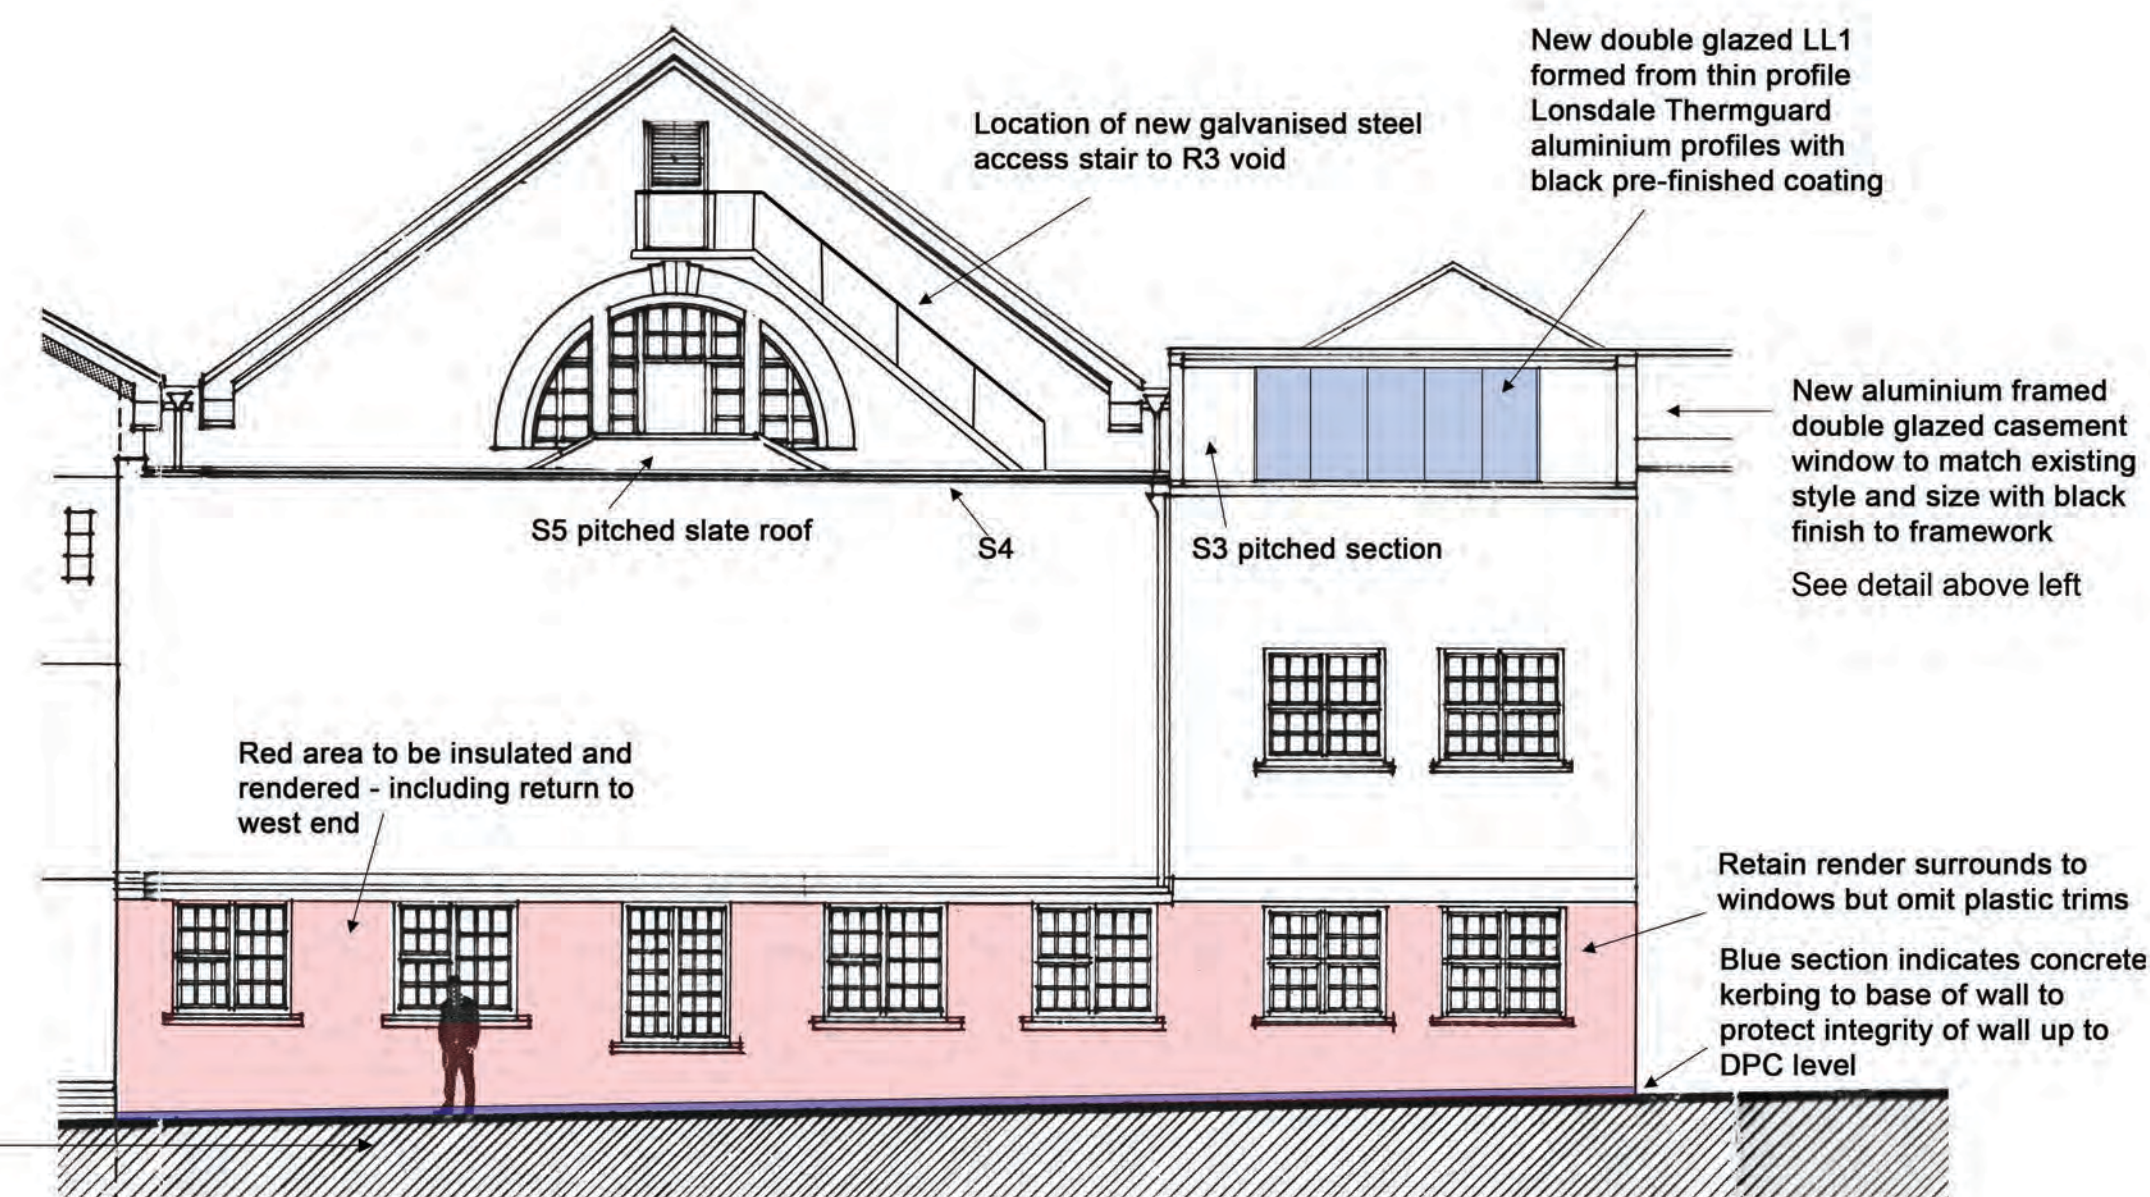 New double glazed LL1
formed from thin profile
Lonsdale Thermguard
aluminium profiles with
black pre-finished coating
Location of new galvanised steel
access stair to R3 void
New aluminium framed
double glazed casement
window to match existing
style and size with black
finish to framework
See detail above left
S5 pitched slate roof
S4
S3 pitched section
Red area to be insulated and
rendered - including return to
west end
Retain render surrounds to
windows but omit plastic trims
Blue section indicates concrete
kerbing to base of wall to
protect integrity of wall up to
DPC level